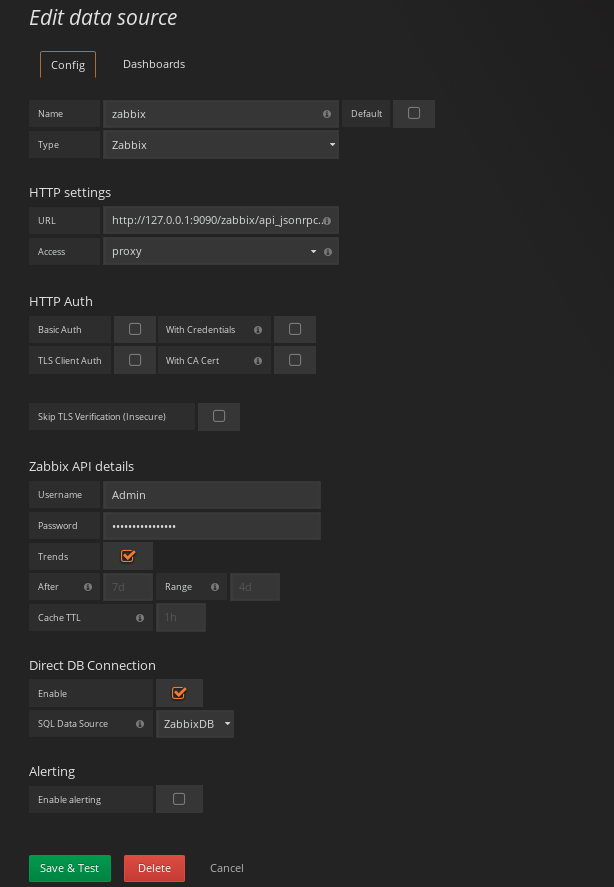 Edit data source
Config Dashboards
Name zabbix Default
Type Zabbix
HTTP settings
URL http://127.0.0.1:9090/zabbix/api_jsonrpc...
Access proxy
HTTP Auth
Basic Auth With Credentials
TLS Client Auth With CA Cert
Skip TLS Verification (Insecure)
Zabbix API details
Username Admin
Password ••••••••••••••••
Trends
After 7d Range 4d
Cache TTL 1h
Direct DB Connection
Enable
SQL Data Source ZabbixDB
Alerting
Enable alerting
Save & Test Delete Cancel